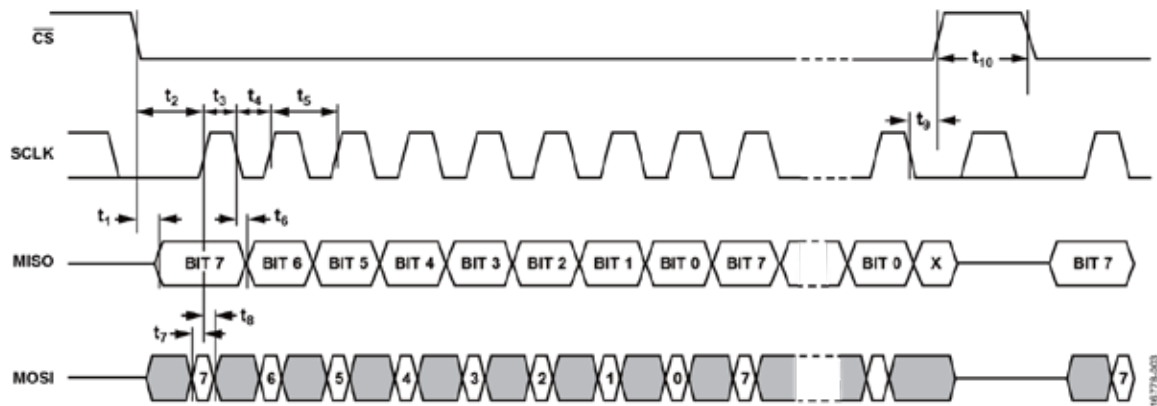 CS
t10
t2 t3 t4 t5
t9
SCLK
t1 t6
MISO BIT 7 BIT 6 BIT 5 BIT 4 BIT 3 BIT 2 BIT 1 BIT 0 BIT 7 BIT 0 X BIT 7
t7 t8
MOSI 7 6 5 4 3 2 1 0 7 7
16778-003